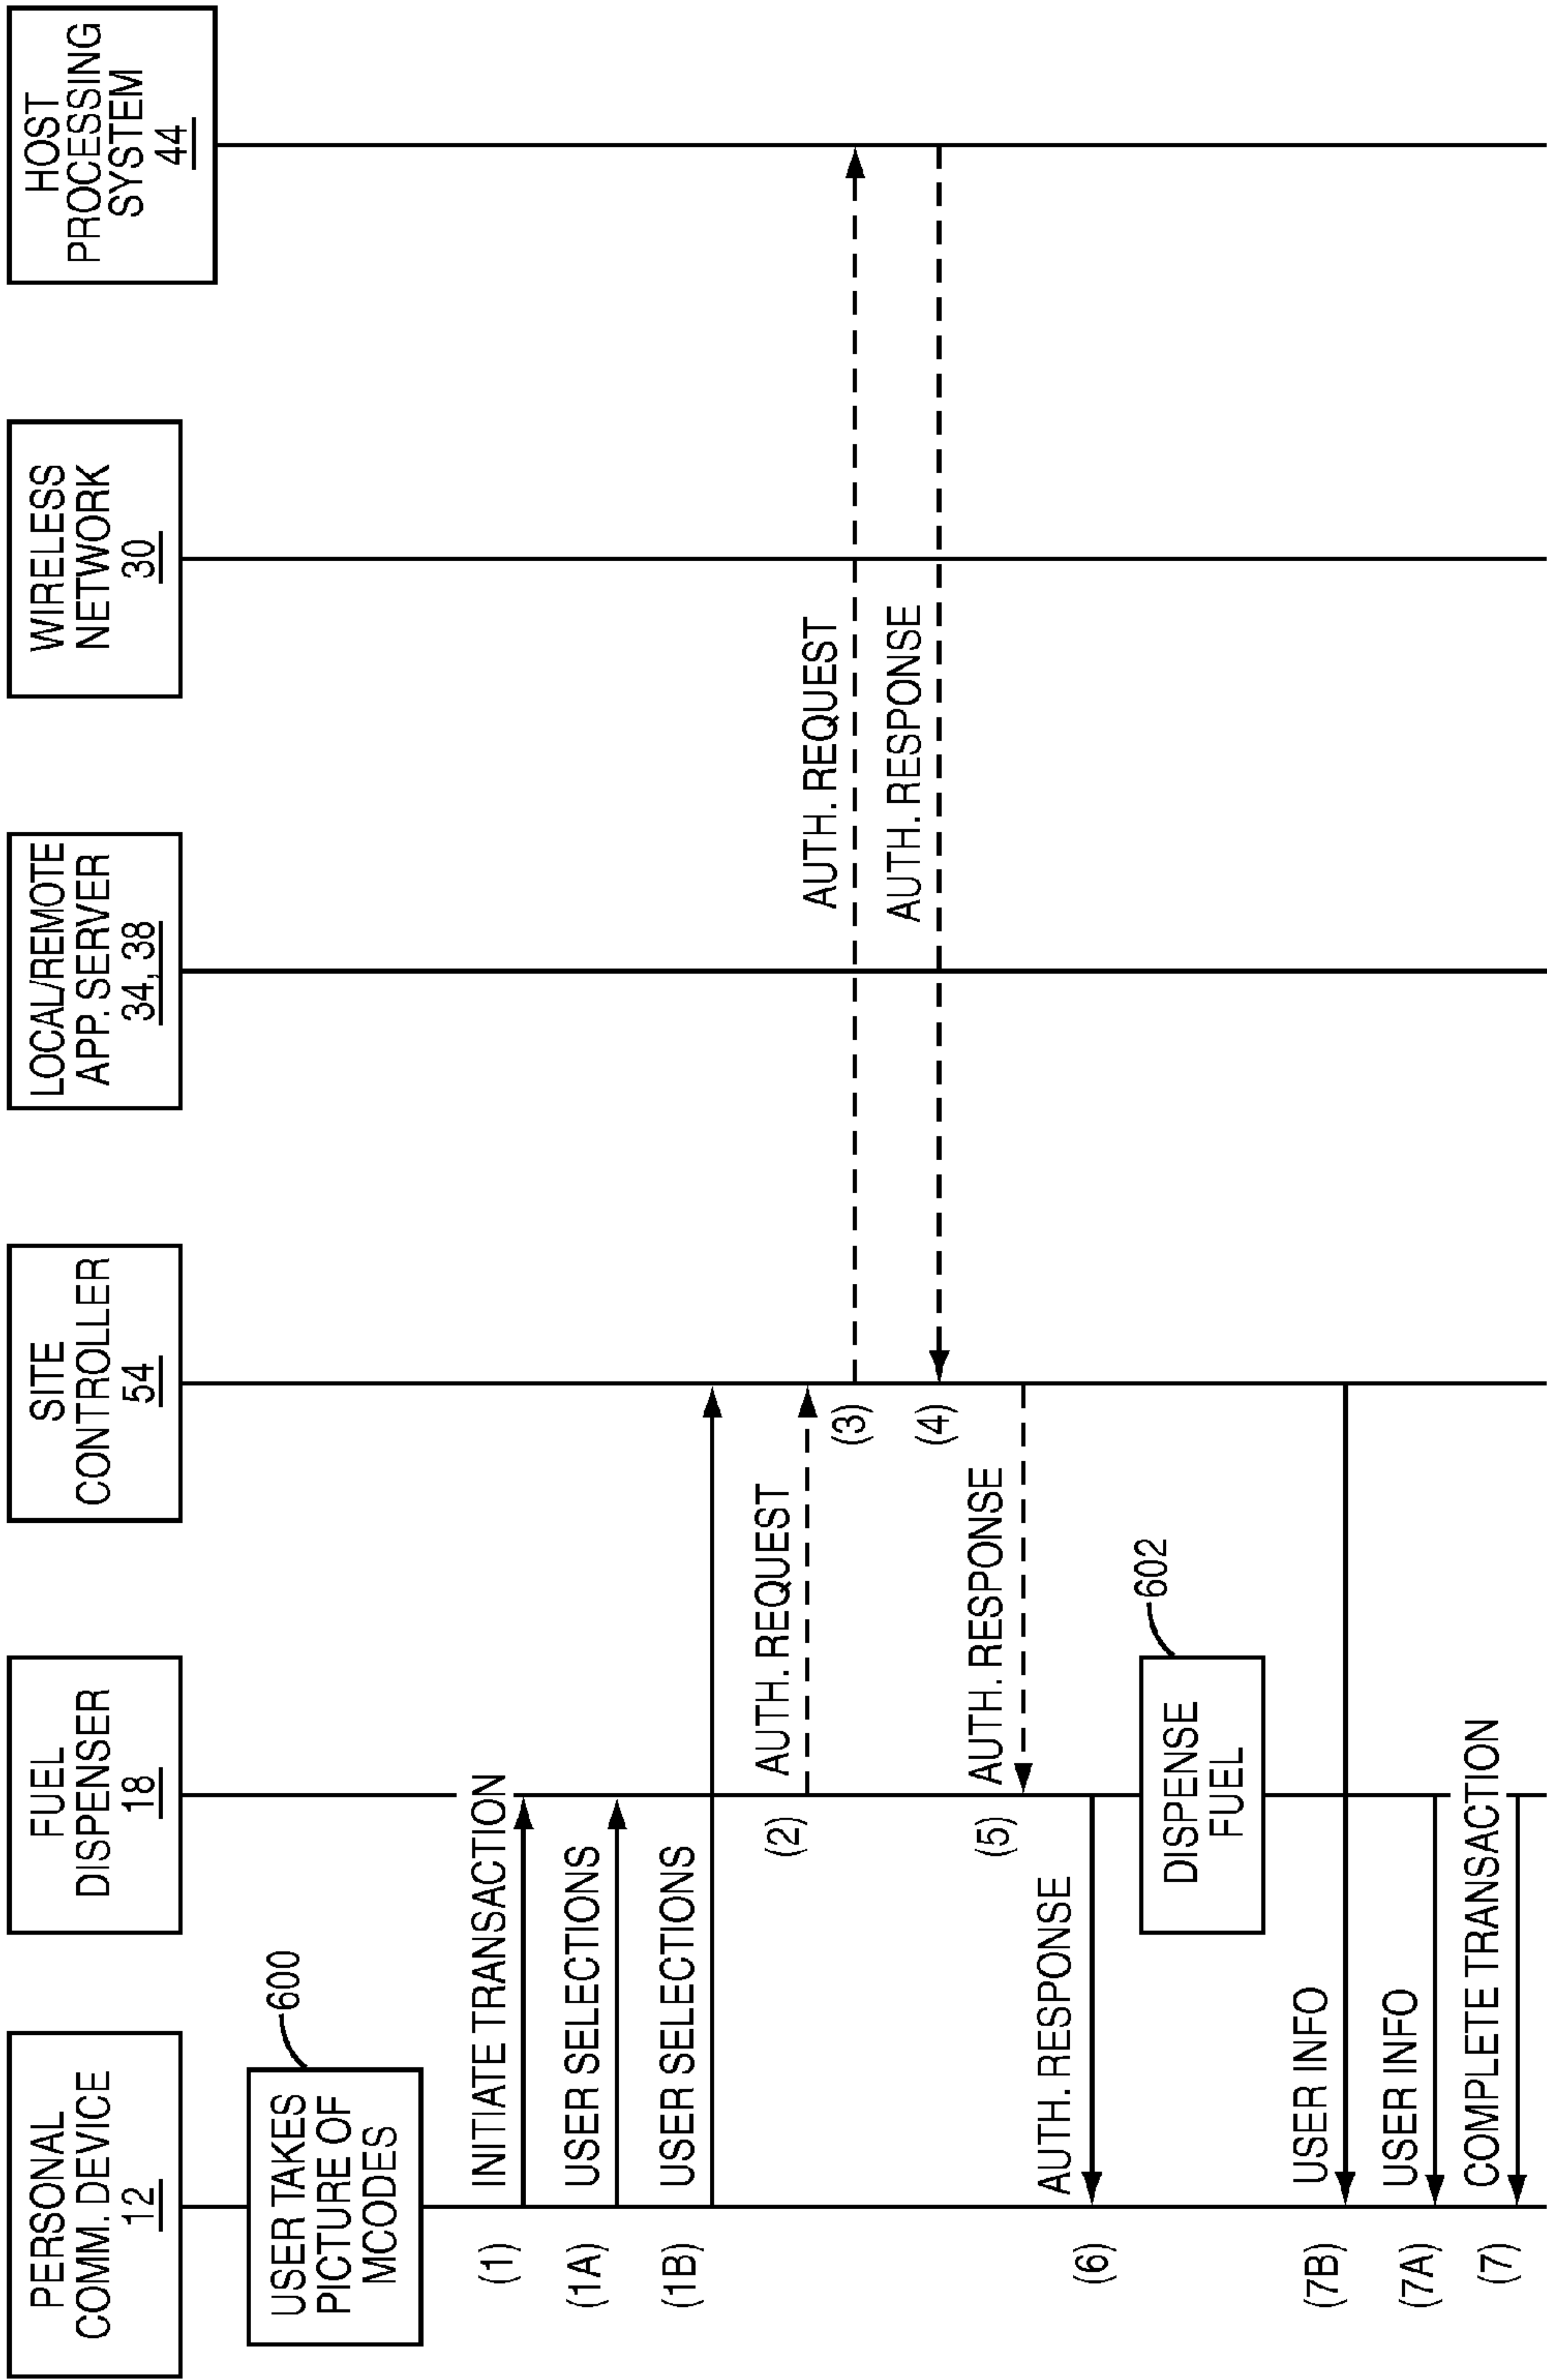 PERSONAL
COMM. DEVICE
12
FUEL
DISPENSER
18
SITE
CONTROLLER
54
LOCAL/REMOTE
APP. SERVER
34, 38
WIRELESS
NETWORK
30
HOST
PROCESSING
SYSTEM
44
USER TAKES
PICTURE OF
MCODES
600
(1)
INITIATE TRANSACTION
(1A)
USER SELECTIONS
(1B)
USER SELECTIONS
(2)
AUTH. REQUEST
(3)
AUTH. REQUEST
(4)
AUTH. RESPONSE
(5)
AUTH. RESPONSE
(6)
AUTH. RESPONSE
DISPENSE
FUEL
602
(7B)
USER INFO
(7A)
USER INFO
(7)
COMPLETE TRANSACTION